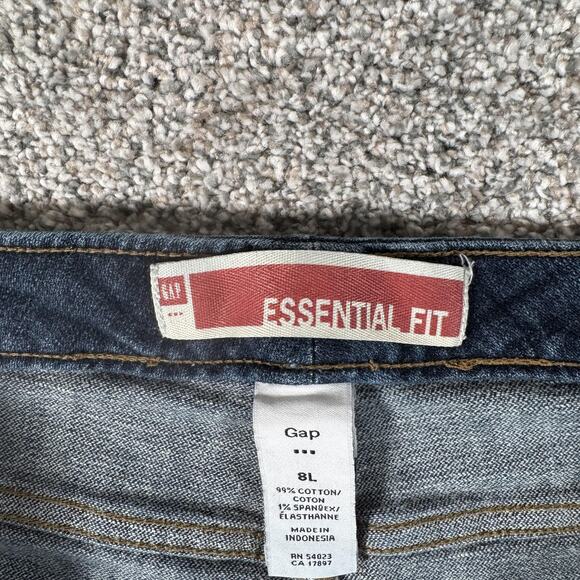 GAP
ESSENTIAL FIT
Gap
8L
99% COTTON/
COTON
1% SPANDEX/
ÉLASTHANNE
MADE IN
INDONESIA
RN 54023
CA 17897